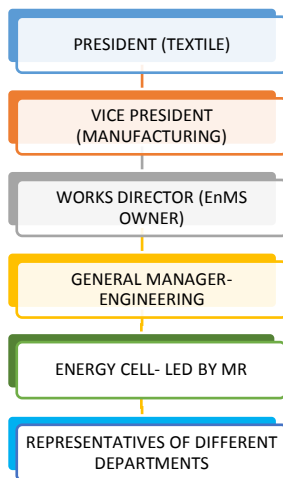 PRESIDENT (TEXTILE)
VICE PRESIDENT
(MANUFACTURING)
WORKS DIRECTOR (EnMS
OWNER)
GENERAL MANAGER-
ENGINEERING
ENERGY CELL- LED BY MR
REPRESENTATIVES OF DIFFERENT
DEPARTMENTS